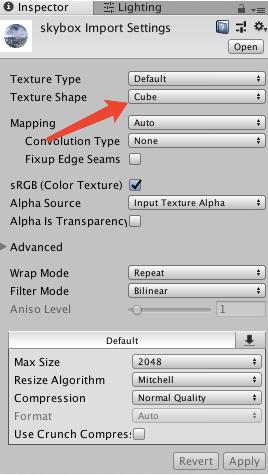 Inspector Lighting
skybox Import Settings
Open
Texture Type Default
Texture Shape Cube
Mapping Auto
Convolution Type None
Fixup Edge Seams
sRGB (Color Texture)
Alpha Source Input Texture Alpha
Alpha Is Transparency
Advanced
Wrap Mode Repeat
Filter Mode Bilinear
Aniso Level 1
Default
Max Size 2048
Resize Algorithm Mitchell
Compression Normal Quality
Format Auto
Use Crunch Compres
Revert Apply